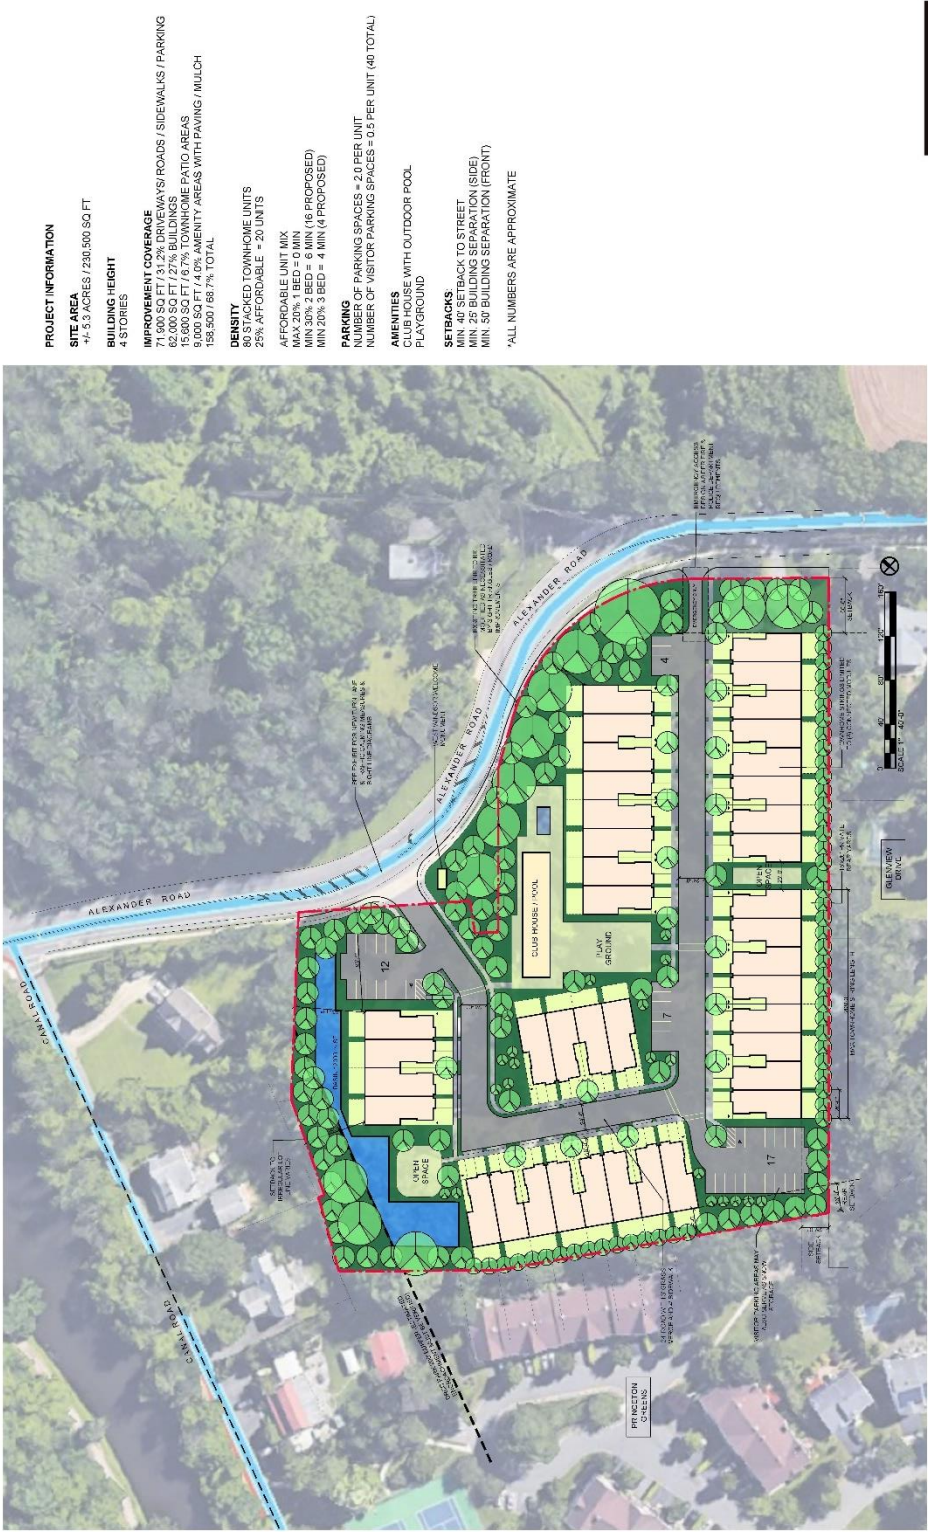 PROJECT INFORMATION
SITE AREA
+/- 5.3 ACRES / 230,500 SQ FT
BUILDING HEIGHT
4 STORIES
IMPROVEMENT COVERAGE
71,900 SQ FT / 31.2% DRIVEWAYS/ ROADS / SIDEWALKS / PARKING
62,000 SQ FT / 27% BUILDINGS
15,600 SQ FT / 6.7% TOWNHOME PATIO AREAS
9,000 SQ FT / 4.0% AMENITY AREAS WITH PAVING / MULCH
158,500 / 68.7% TOTAL
DENSITY
80 STACKED TOWNHOME UNITS
25% AFFORDABLE = 20 UNITS
AFFORDABLE UNIT MIX
MAX 20% 1 BED = 0 MIN
MIN 30% 2 BED = 6 MIN (16 PROPOSED)
MIN 20% 3 BED = 4 MIN (4 PROPOSED)
PARKING
NUMBER OF PARKING SPACES = 2.0 PER UNIT
NUMBER OF VISITOR PARKING SPACES = 0.5 PER UNIT (40 TOTAL)
AMENITIES
CLUB HOUSE WITH OUTDOOR POOL
PLAYGROUND
SETBACKS:
MIN. 40' SETBACK TO STREET
MIN. 25' BUILDING SEPARATION (SIDE)
MIN. 50' BUILDING SEPARATION (FRONT)
*ALL NUMBERS ARE APPROXIMATE
CANAL ROAD
CANAL ROAD
ALEXANDER ROAD
ALEXANDER ROAD
ALEXANDER ROAD
12
OPEN
SPACE
CLUB HOUSE / POOL
PLAY
GROUND
7
4
OPEN
SPACE
17
PRINCETON
GREENS
GLENVIEW
DRIVE
0 40' 80' 120' 160'
SCALE 1" = 40'-0"